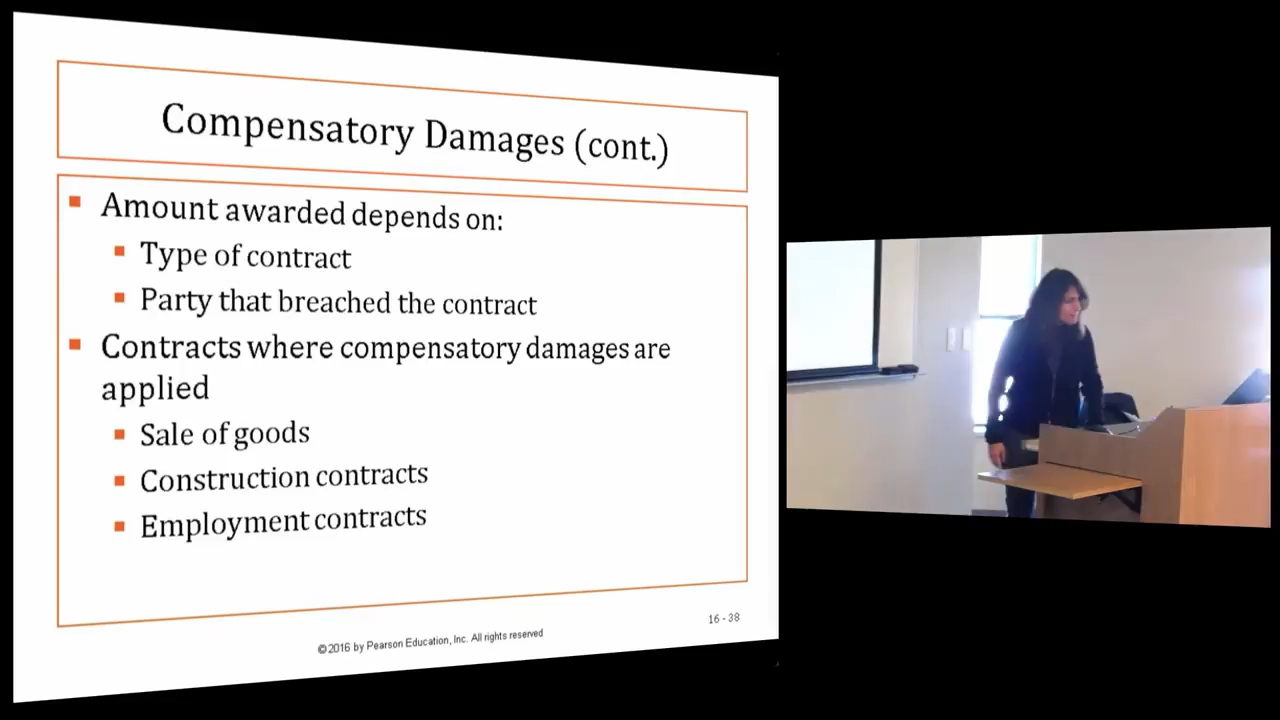 Compensatory Damages (cont.)
Amount awarded depends on:
Type of contract
Party that breached the contract
Contracts where compensatory damages are
applied
Sale of goods
Construction contracts
Employment contracts
16 - 38
©2016 by Pearson Education, Inc. All rights reserved